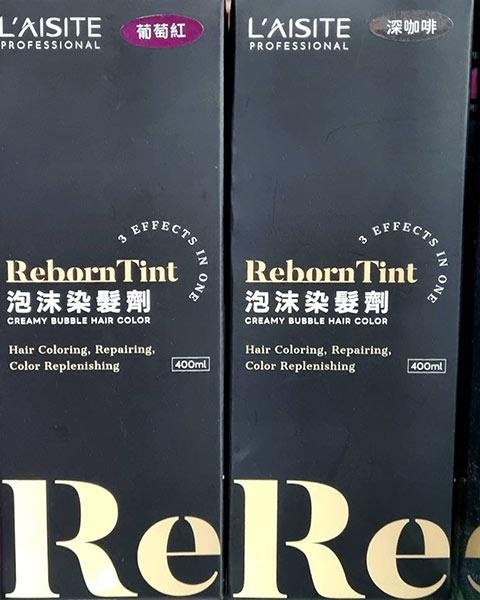 L'AISITE
PROFESSIONAL
葡萄紅
3 EFFECTS IN ONE
RebornTint
泡沫染髮劑
CREAMY BUBBLE HAIR COLOR
Hair Coloring, Repairing,
Color Replenishing
400ml
Re
L'AISITE
PROFESSIONAL
深咖啡
3 EFFECTS IN ONE
RebornTint
泡沫染髮劑
CREAMY BUBBLE HAIR COLOR
Hair Coloring, Repairing,
Color Replenishing
400ml
Re